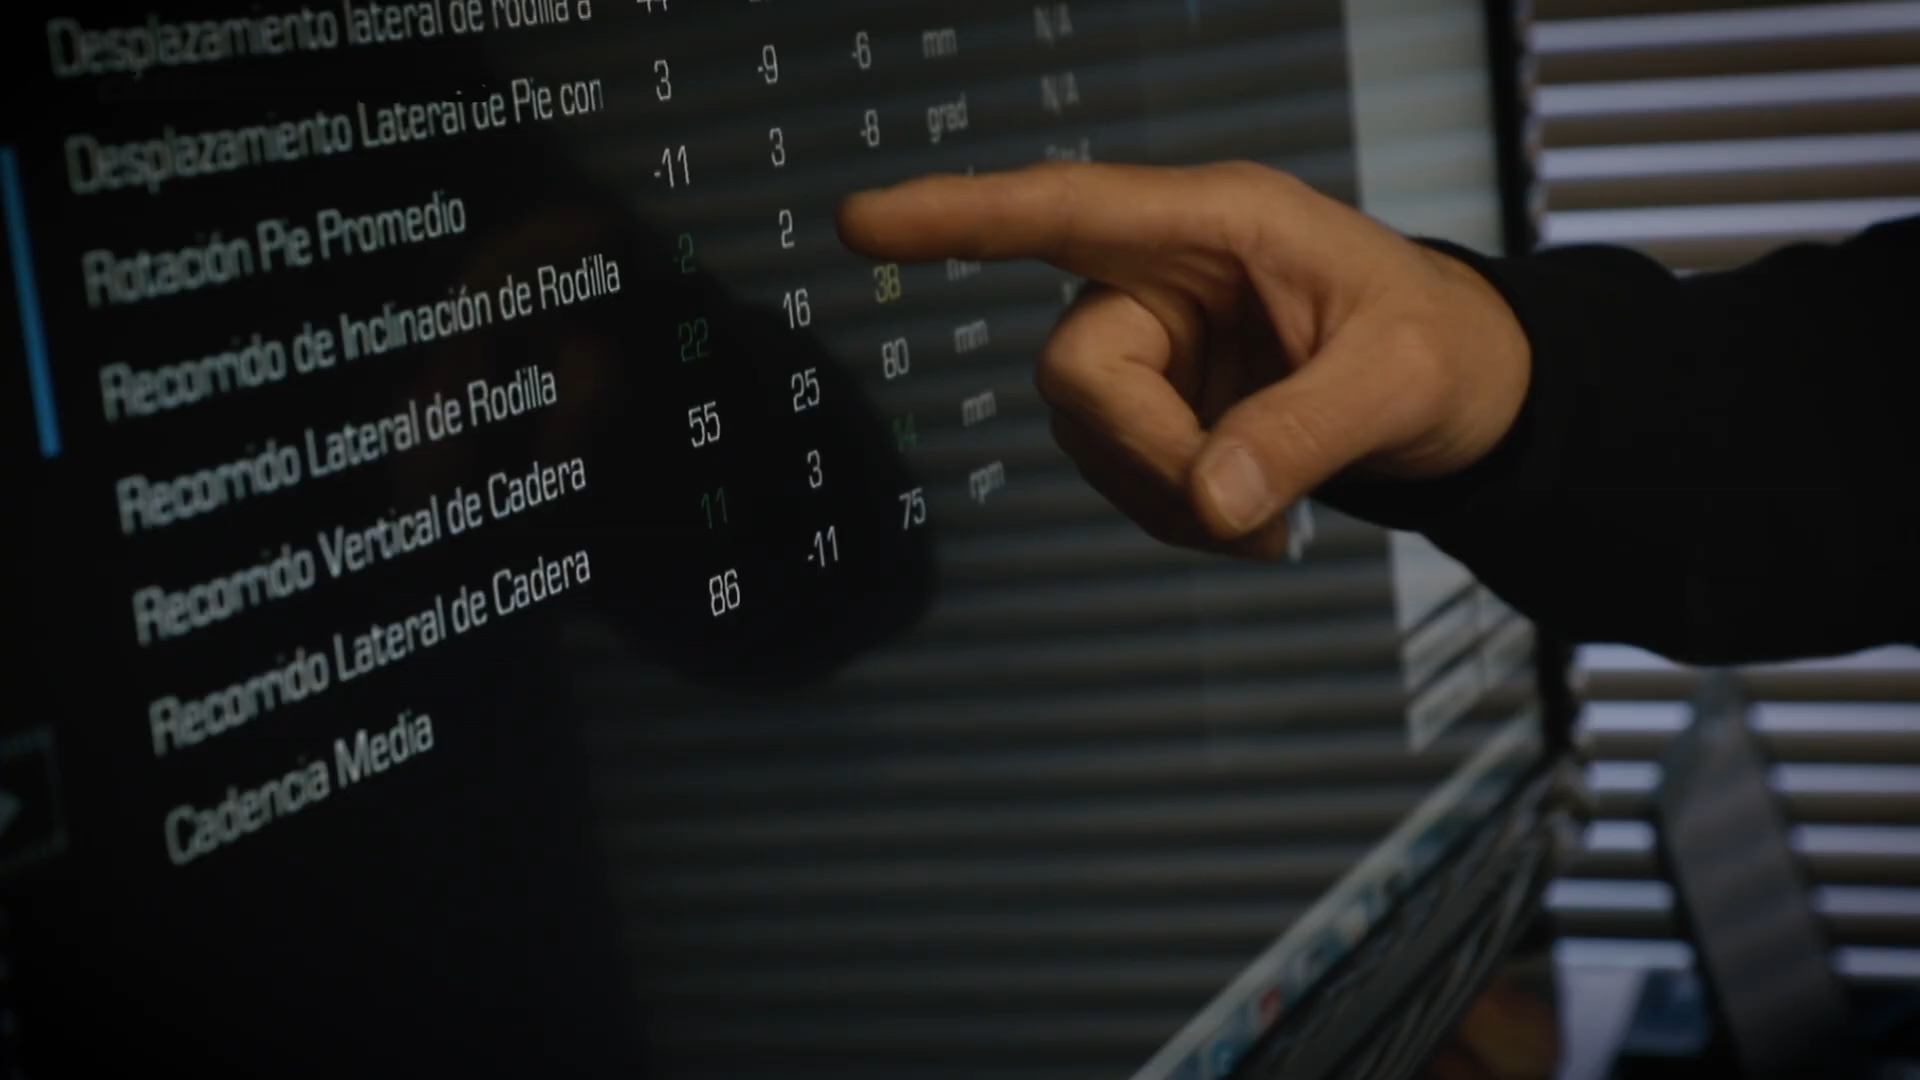 Desplazamiento lateral de rodilla a
Desplazamiento Lateral de Pie con 3 -9 -6 mm N/A
Rotación Pie Promedio -11 3 -8 grad N/A
Recorrido de Inclinación de Rodilla -2 2
Recorrido Lateral de Rodilla 22 16 38 mm
Recorrido Vertical de Cadera 55 25 80 mm
Recorrido Lateral de Cadera 11 3 14 mm
Cadencia Media 86 -11 75 rpm